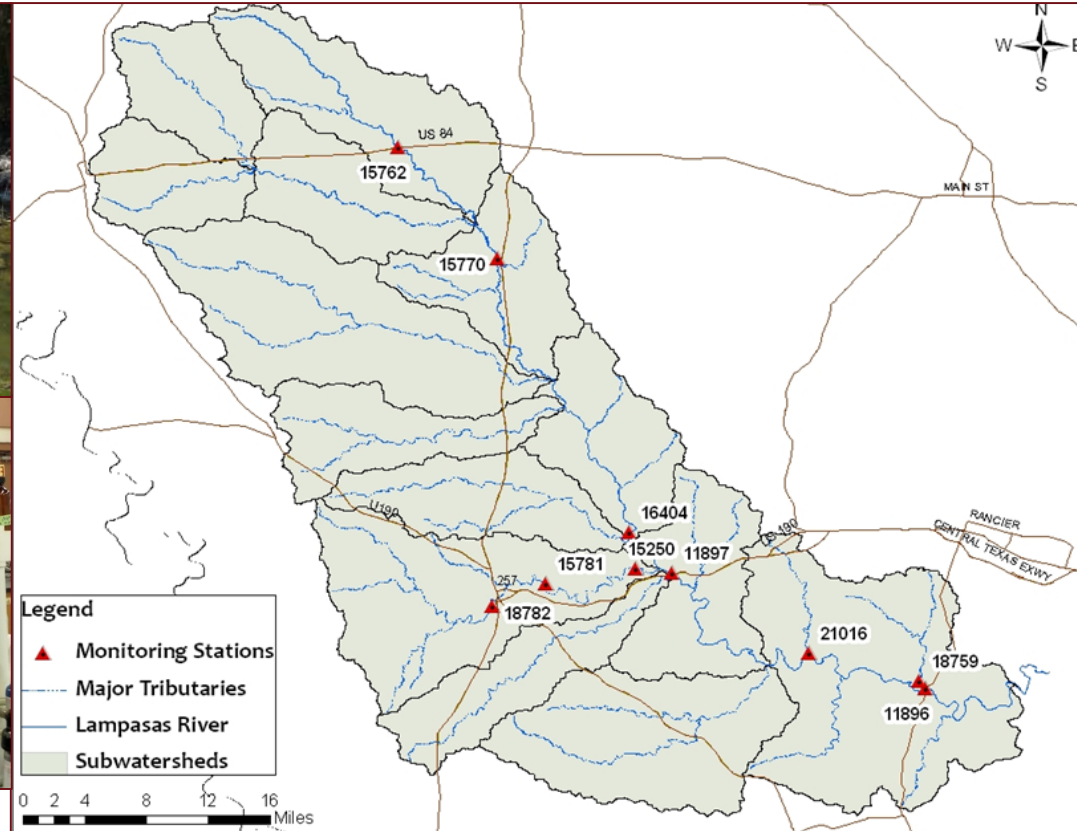 N
W E
S
US 84
15762
MAIN ST
15770
U190
16404
15250 11897
US 190
RANCIER
CENTRAL TEXAS EXWY
15781
257
18782
21016
18759
11896
Legend
Monitoring Stations
Major Tributaries
Lampasas River
Subwatersheds
0 2 4 8 12 16
Miles